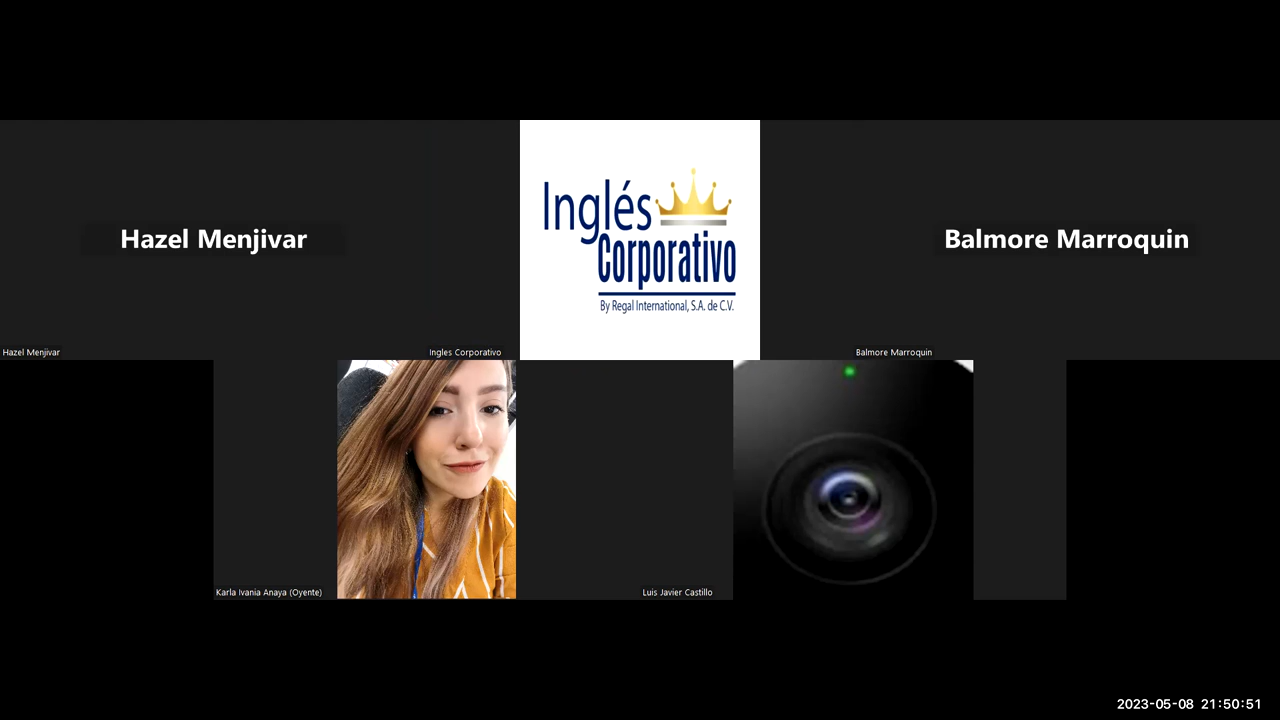 Hazel Menjivar
Inglés
Corporativo
By Regal International, S.A. de C.V.
Balmore Marroquin
Hazel Menjivar
Ingles Corporativo
Balmore Marroquin
Karla Ivania Anaya (Oyente)
Luis Javier Castillo
2023-05-08 21:50:51